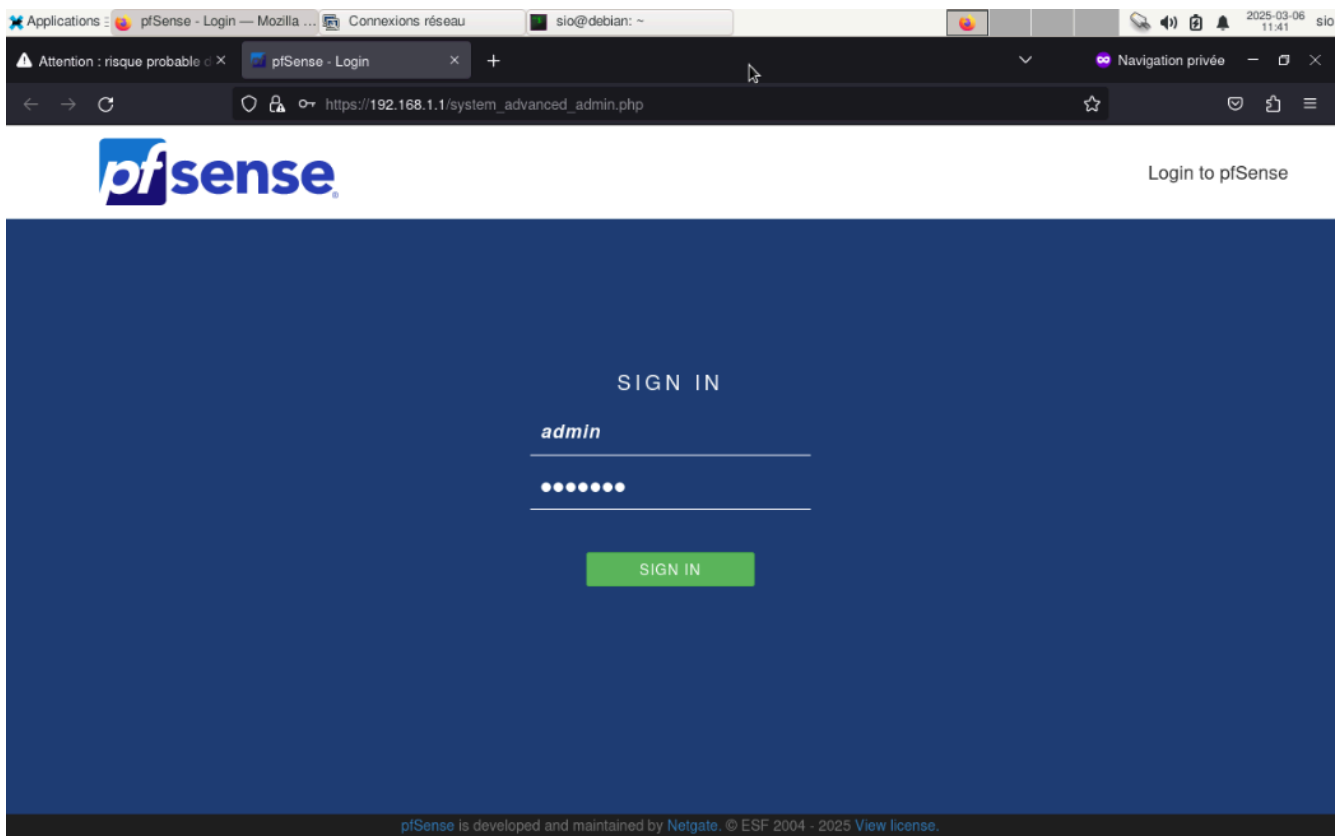 Applications pfSense - Login — Mozilla ... Connexions réseau sio@debian: ~ 2025-03-06 11:41 sio
Attention : risque probable pfSense - Login Navigation privée
https://192.168.1.1/system_advanced_admin.php
pfsense Login to pfSense
SIGN IN
admin
•••••••
SIGN IN
pfSense is developed and maintained by Netgate. © ESF 2004 - 2025 View license.